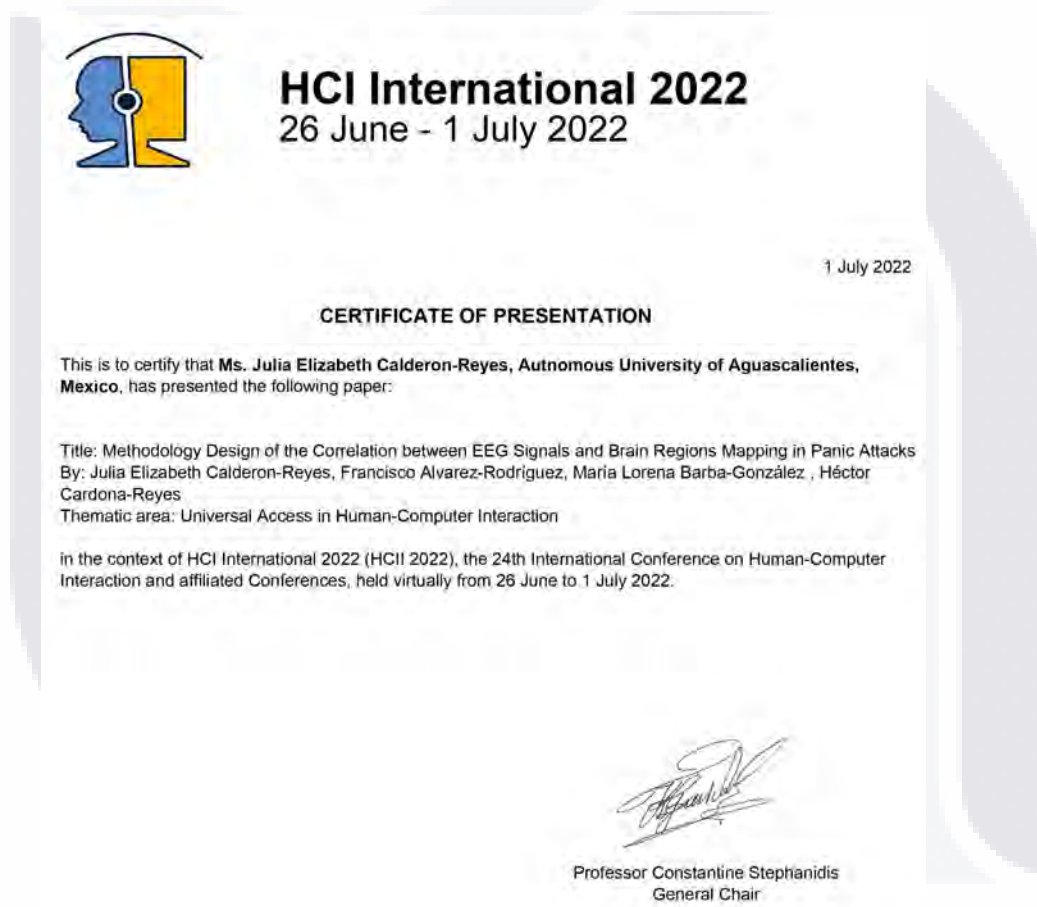 HCI International 2022
26 June - 1 July 2022
1 July 2022
CERTIFICATE OF PRESENTATION
This is to certify that Ms. Julia Elizabeth Calderon-Reyes, Autnomous University of Aguascalientes,
Mexico, has presented the following paper:
Title: Methodology Design of the Correlation between EEG Signals and Brain Regions Mapping in Panic Attacks
By: Julia Elizabeth Calderon-Reyes, Francisco Alvarez-Rodríguez, María Lorena Barba-González , Héctor
Cardona-Reyes
Thematic area: Universal Access in Human-Computer Interaction
in the context of HCI International 2022 (HCII 2022), the 24th International Conference on Human-Computer
Interaction and affiliated Conferences, held virtually from 26 June to 1 July 2022.
Professor Constantine Stephanidis
General Chair